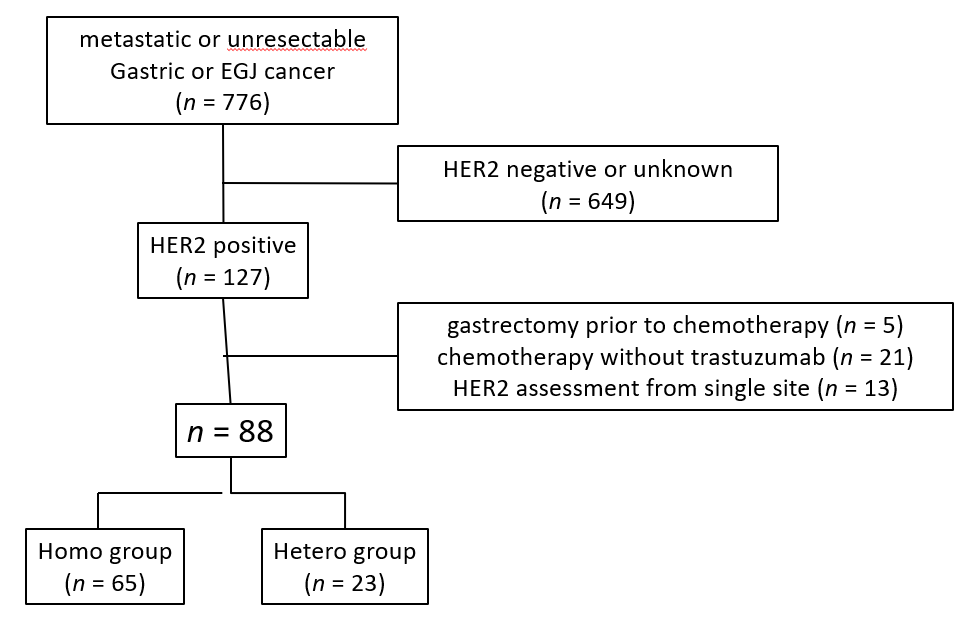 metastatic or unresectable
Gastric or EGJ cancer
(n = 776)
HER2 negative or unknown
(n = 649)
HER2 positive
(n = 127)
gastrectomy prior to chemotherapy (n = 5)
chemotherapy without trastuzumab (n = 21)
HER2 assessment from single site (n = 13)
n = 88
Homo group
(n = 65)
Hetero group
(n = 23)